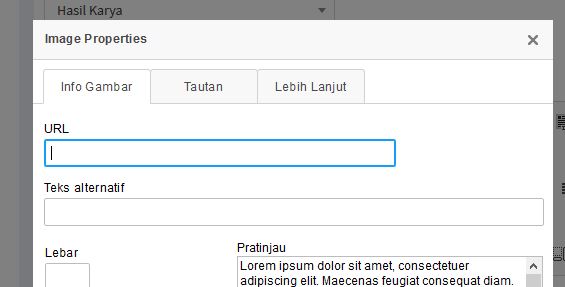 Hasil Karya
Image Properties
Info Gambar
Tautan
Lebih Lanjut
URL
Teks alternatif
Lebar
Pratinjau
Lorem ipsum dolor sit amet, consectetuer
adipiscing elit. Maecenas feugiat consequat diam.